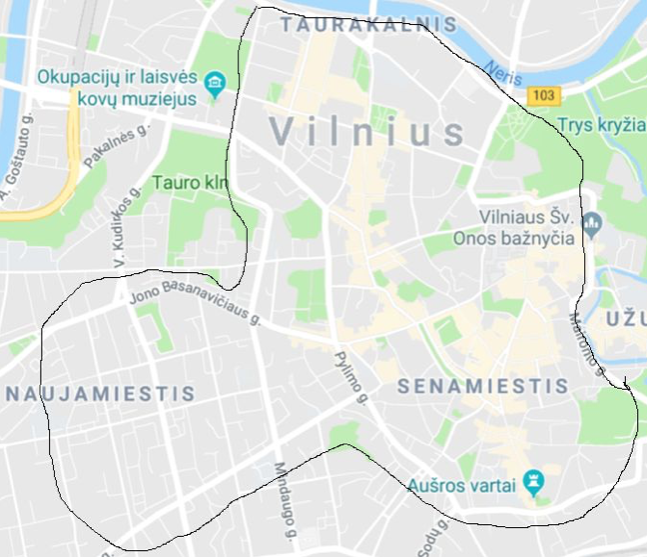 TAURAKALNIS
Neris
Okupacijų ir laisvės
kovų muziejus
103
A. Goštauto g.
Pakalnės g.
Vilnius
Trys kryžia
Tauro kln
V. Kudirkos g.
Vilniaus Šv.
Onos bažnyčia
Jono Basanavičiaus g.
Maironio g.
UŽU
Pylimo g.
NAUJAMIESTIS
SENAMIESTIS
Mindaugo g.
Aušros vartai
Sodų g.